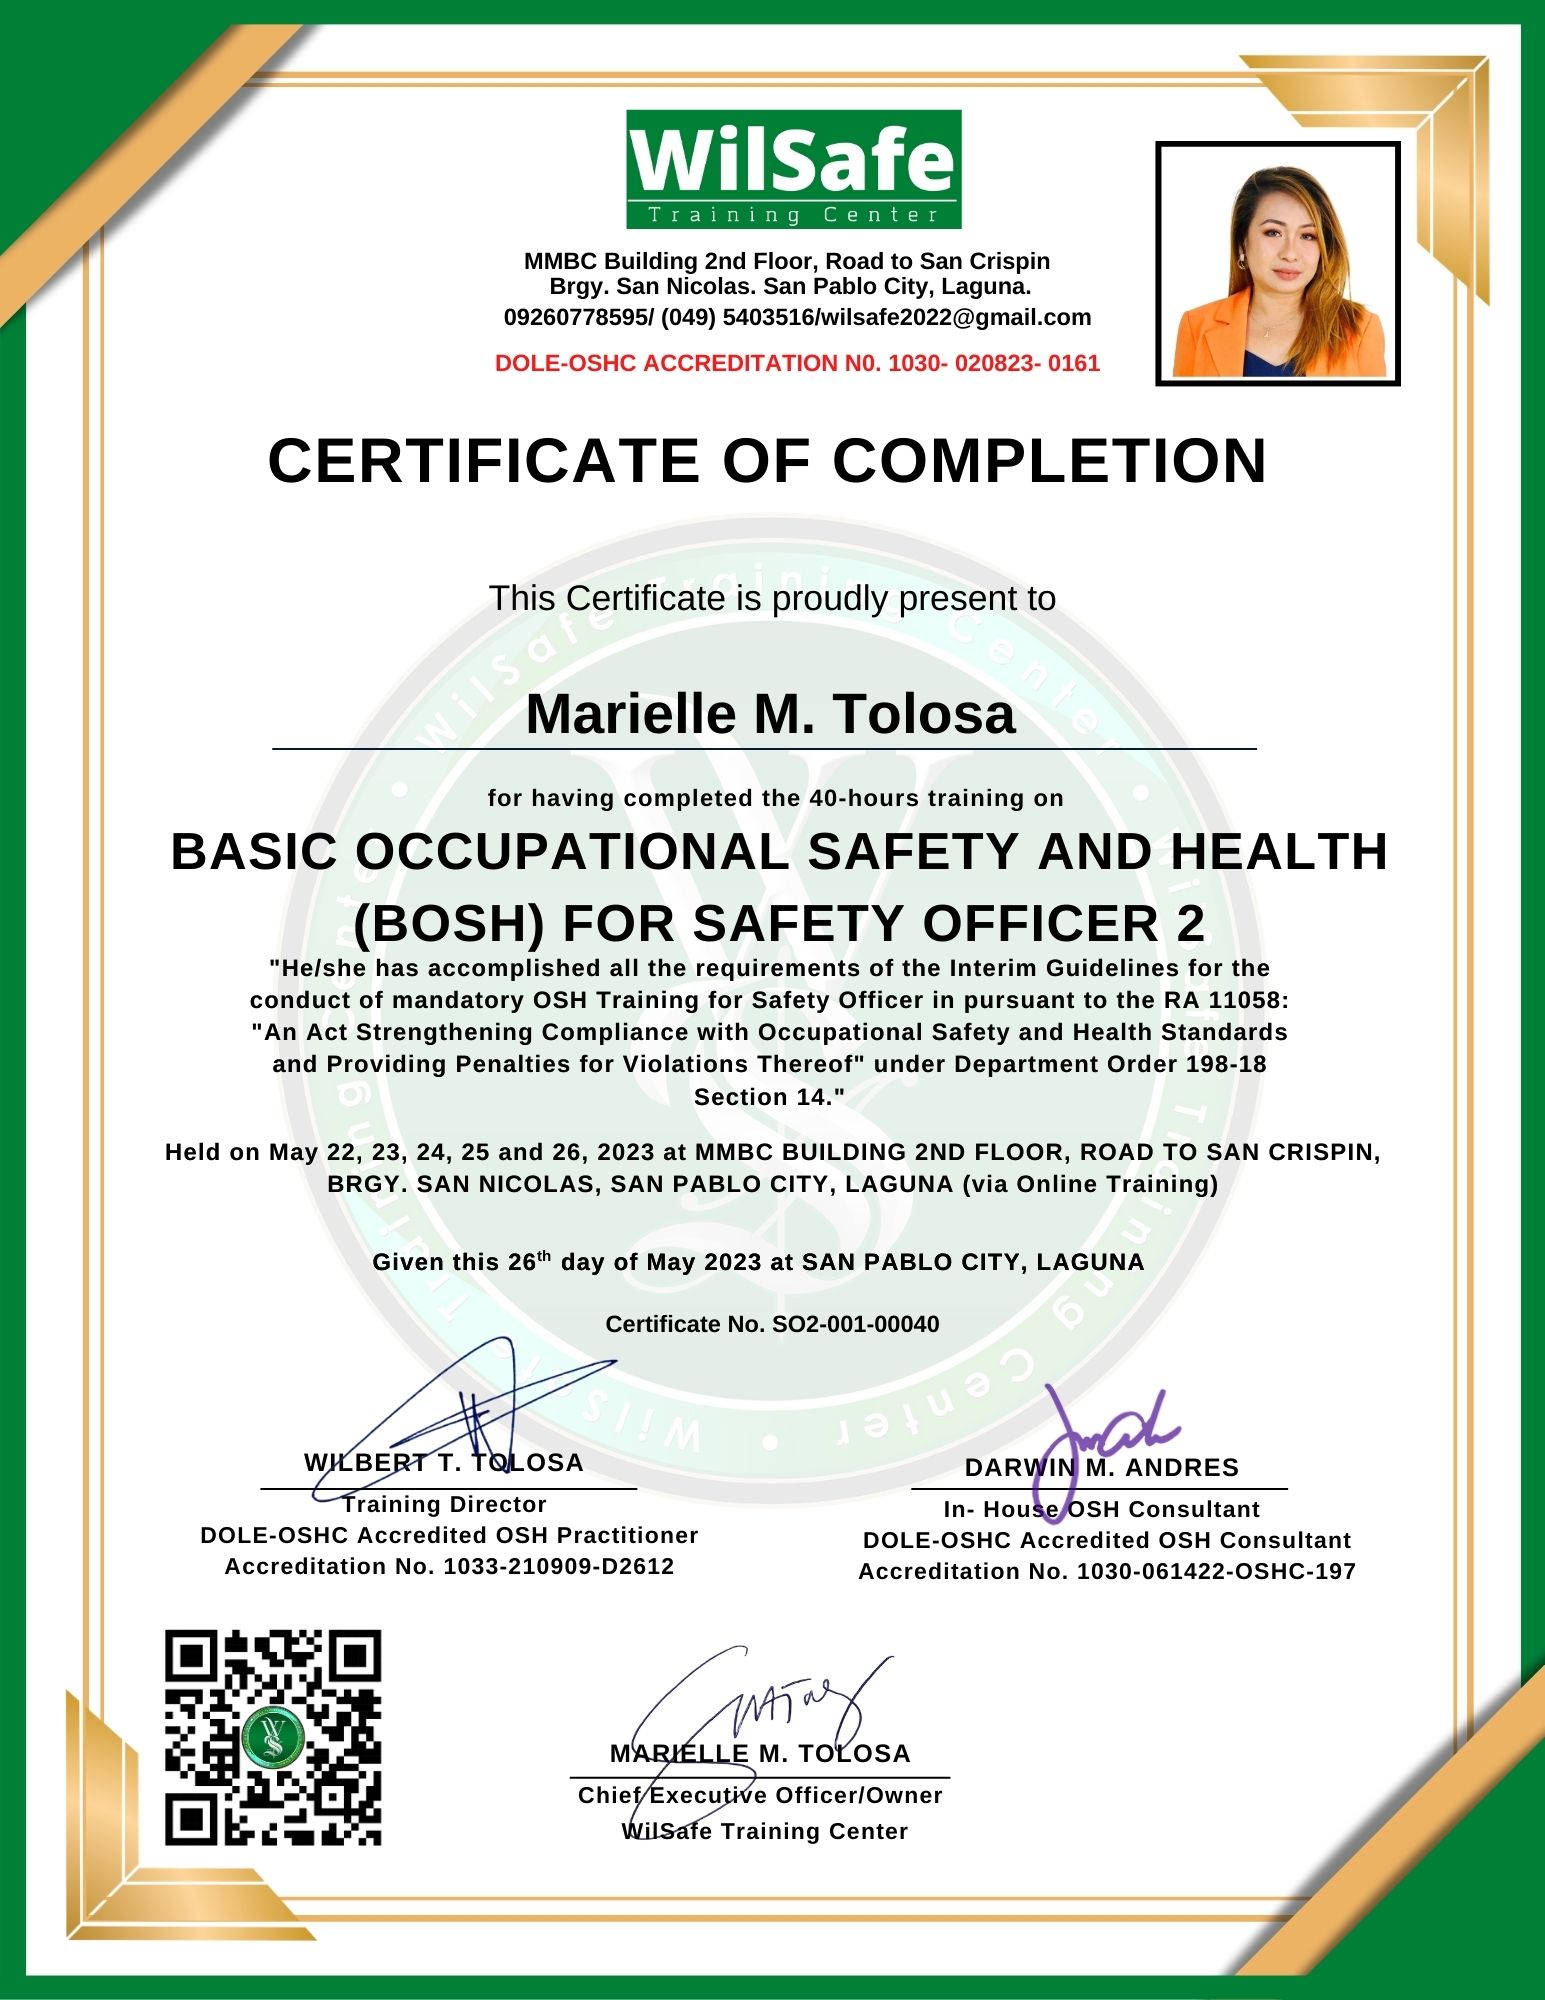 WilSafe
Training Center
MMBC Building 2nd Floor, Road to San Crispin
Brgy. San Nicolas. San Pablo City, Laguna.
09260778595/ (049) 5403516/wilsafe2022@gmail.com
DOLE-OSHC ACCREDITATION N0. 1030- 020823- 0161
CERTIFICATE OF COMPLETION
This Certificate is proudly present to
Marielle M. Tolosa
for having completed the 40-hours training on
BASIC OCCUPATIONAL SAFETY AND HEALTH
(BOSH) FOR SAFETY OFFICER 2
"He/she has accomplished all the requirements of the Interim Guidelines for the
conduct of mandatory OSH Training for Safety Officer in pursuant to the RA 11058:
"An Act Strengthening Compliance with Occupational Safety and Health Standards
and Providing Penalties for Violations Thereof" under Department Order 198-18
Section 14."
Held on May 22, 23, 24, 25 and 26, 2023 at MMBC BUILDING 2ND FLOOR, ROAD TO SAN CRISPIN,
BRGY. SAN NICOLAS, SAN PABLO CITY, LAGUNA (via Online Training)
Given this 26th day of May 2023 at SAN PABLO CITY, LAGUNA
Certificate No. SO2-001-00040
WilSafe Training Center • WilSafe Training Center • WilSafe Training Center •
WILBERT T. TOLOSA
Training Director
DOLE-OSHC Accredited OSH Practitioner
Accreditation No. 1033-210909-D2612
DARWIN M. ANDRES
In- House OSH Consultant
DOLE-OSHC Accredited OSH Consultant
Accreditation No. 1030-061422-OSHC-197
MARIELLE M. TOLOSA
Chief Executive Officer/Owner
WilSafe Training Center